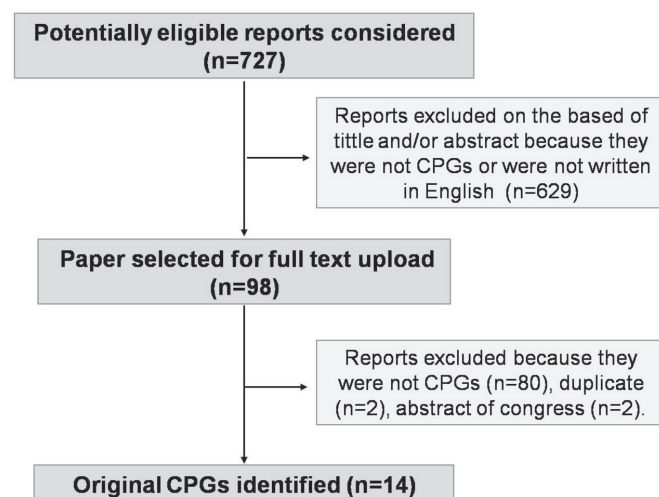 Potentially eligible reports considered
(n=727)
Reports excluded on the based of
tittle and/or abstract because they
were not CPGs or were not written
in English (n=629)
Paper selected for full text upload
(n=98)
Reports excluded because they
were not CPGs (n=80), duplicate
(n=2), abstract of congress (n=2).
Original CPGs identified (n=14)